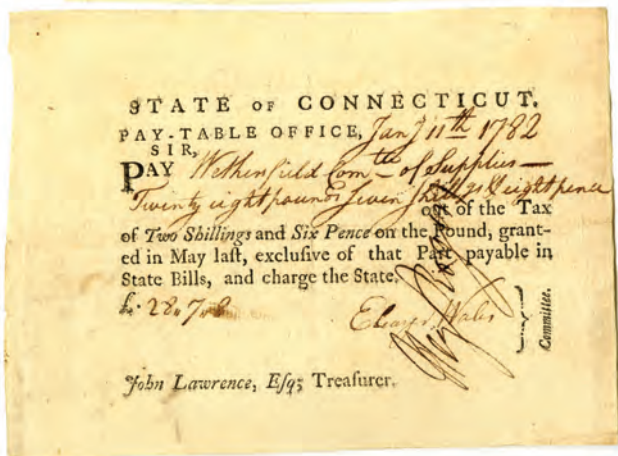 STATE OF CONNECTICUT.
PAY-TABLE OFFICE, Jany 11th 1782
SIR,
PAY Wethersfield Comtte of Supplies —
Twenty eight pounds Seven Shillgs & eight pence
out of the Tax
of Two Shillings and Six Pence on the Pound, grant-
ed in May laſt, excluſive of that Part payable in
State Bills, and charge the State.
£. 28„7„8
Eleazr Wales
Committee.
John Lawrence, Eſq; Treaſurer.